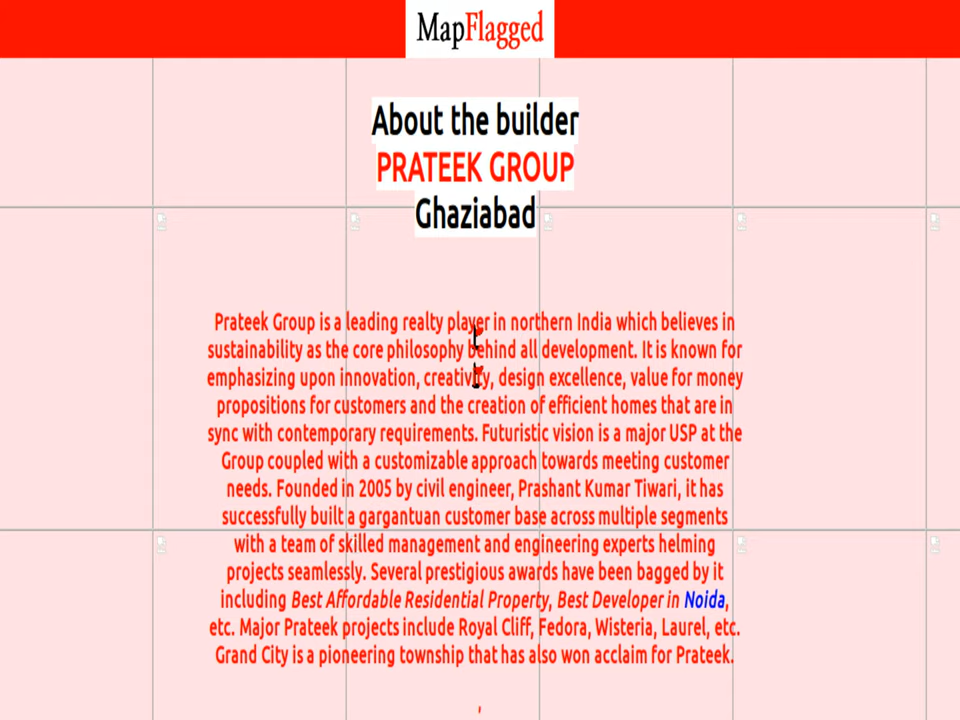 MapFlagged
About the builder
PRATEEK GROUP
Ghaziabad
Prateek Group is a leading realty player in northern India which believes in
sustainability as the core philosophy behind all development. It is known for
emphasizing upon innovation, creativity, design excellence, value for money
propositions for customers and the creation of efficient homes that are in
sync with contemporary requirements. Futuristic vision is a major USP at the
Group coupled with a customizable approach towards meeting customer
needs. Founded in 2005 by civil engineer, Prashant Kumar Tiwari, it has
successfully built a gargantuan customer base across multiple segments
with a team of skilled management and engineering experts helming
projects seamlessly. Several prestigious awards have been bagged by it
including Best Affordable Residential Property, Best Developer in Noida,
etc. Major Prateek projects include Royal Cliff, Fedora, Wisteria, Laurel, etc.
Grand City is a pioneering township that has also won acclaim for Prateek.
,